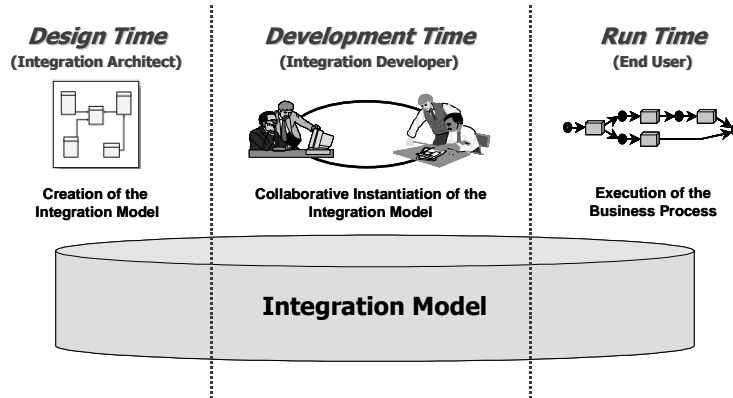 Design Time
(Integration Architect)
Development Time
(Integration Developer)
Run Time
(End User)
Creation of the
Integration Model
Collaborative Instantiation of the
Integration Model
Execution of the
Business Process
Integration Model